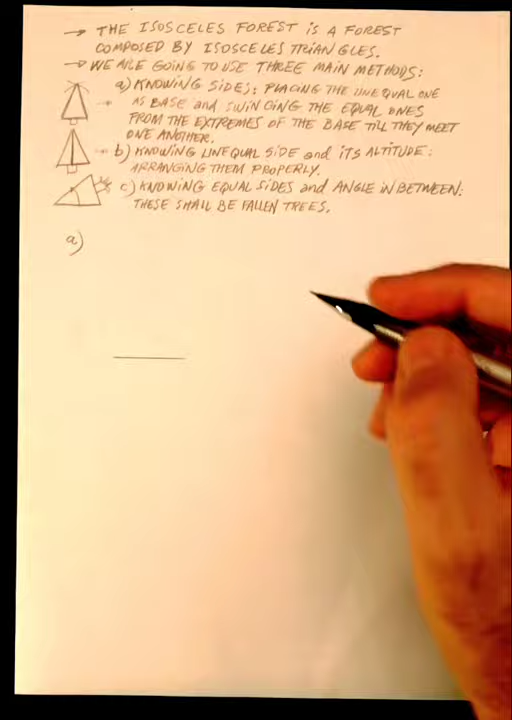 → THE ISOSCELES FOREST IS A FOREST
COMPOSED BY ISOSCELES TRIANGLES.
→ WE ARE GOING TO USE THREE MAIN METHODS:
a) KNOWING SIDES: PLACING THE UNEQUAL ONE
AS BASE and SWINGING THE EQUAL ONES
FROM THE EXTREMES OF THE BASE TILL THEY MEET
ONE ANOTHER.
b) KNOWING UNEQUAL SIDE and ITS ALTITUDE:
ARRANGING THEM PROPERLY.
c) KNOWING EQUAL SIDES and ANGLE IN BETWEEN:
THESE SHALL BE FALLEN TREES.
a)